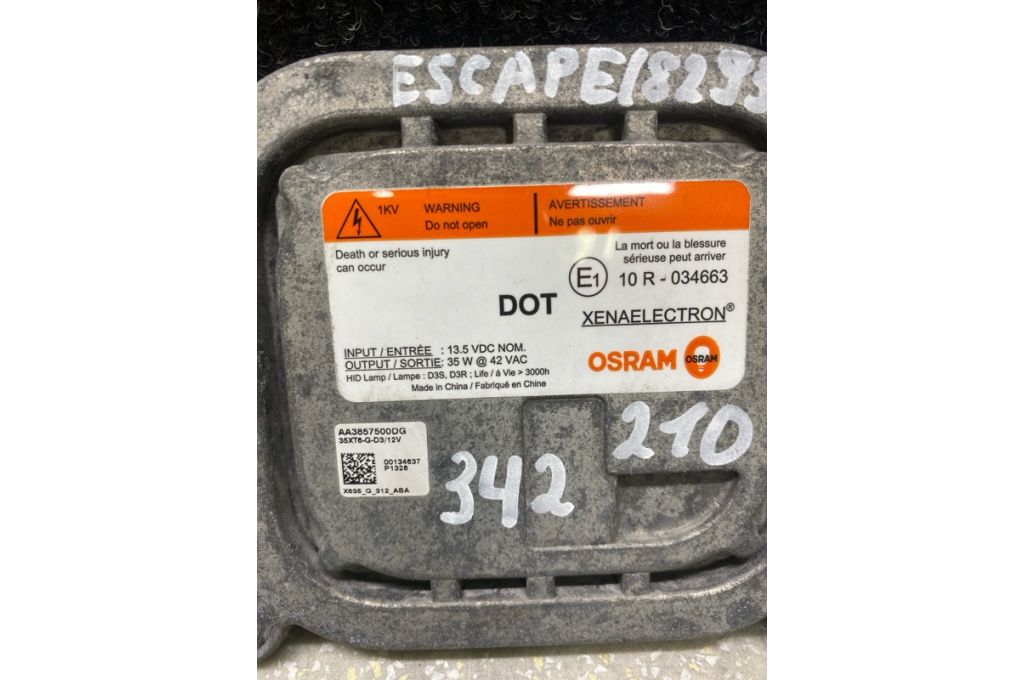 ESCAPE(8299
1KV
WARNING
Do not open
AVERTISSEMENT
Ne pas ouvrir
Death or serious injury
can occur
La mort ou la blessure
sérieuse peut arriver
E1 10 R - 034663
DOT
XENAELECTRON®
INPUT / ENTRÉE : 13.5 VDC NOM.
OUTPUT / SORTIE: 35 W @ 42 VAC
HID Lamp / Lampe : D3S, D3R ; Life / á Vie > 3000h
Made in China / Fabriqué en Chine
OSRAM OSRAM
AA3857500DG
35XT6-G-D3/12V
00134637
P1328
X635_G_312_ABA
342
210